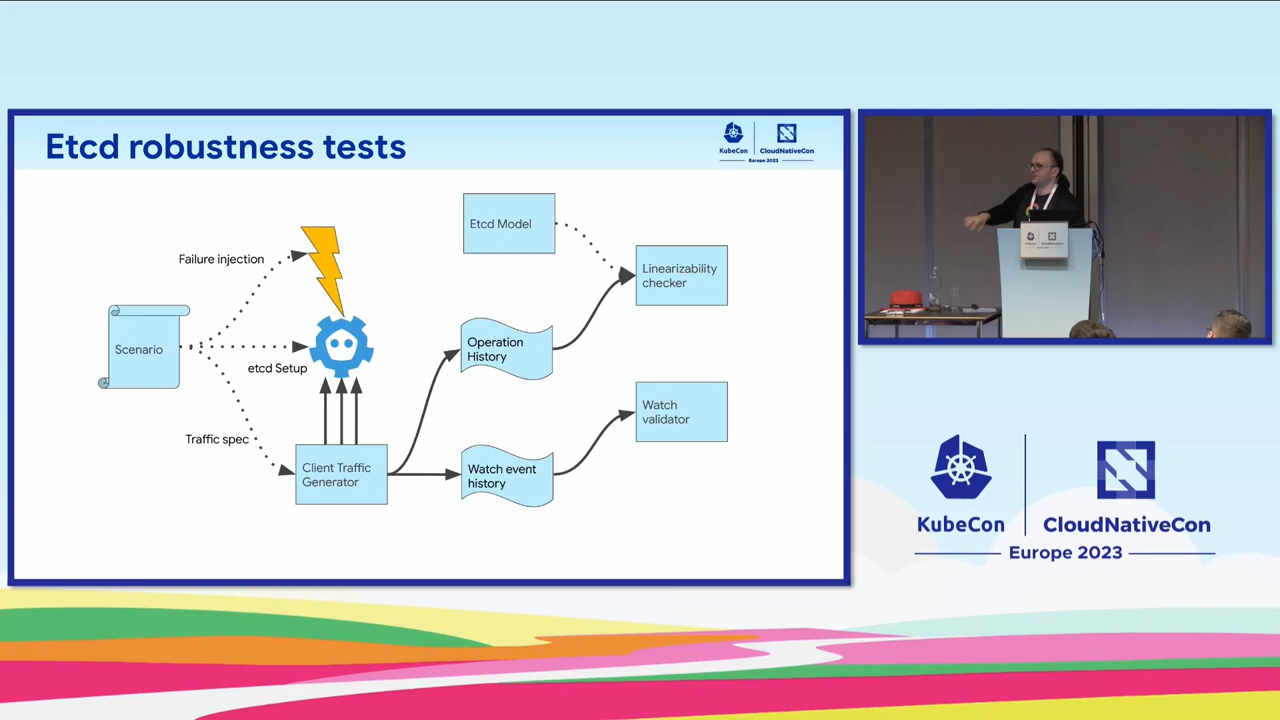 Etcd robustness tests
KubeCon
CloudNativeCon
Europe 2023
Etcd Model
Failure injection
Linearizability
checker
Scenario
Operation
History
etcd Setup
Watch
validator
Traffic spec
Client Traffic
Generator
Watch event
history
KubeCon
CloudNativeCon
Europe 2023